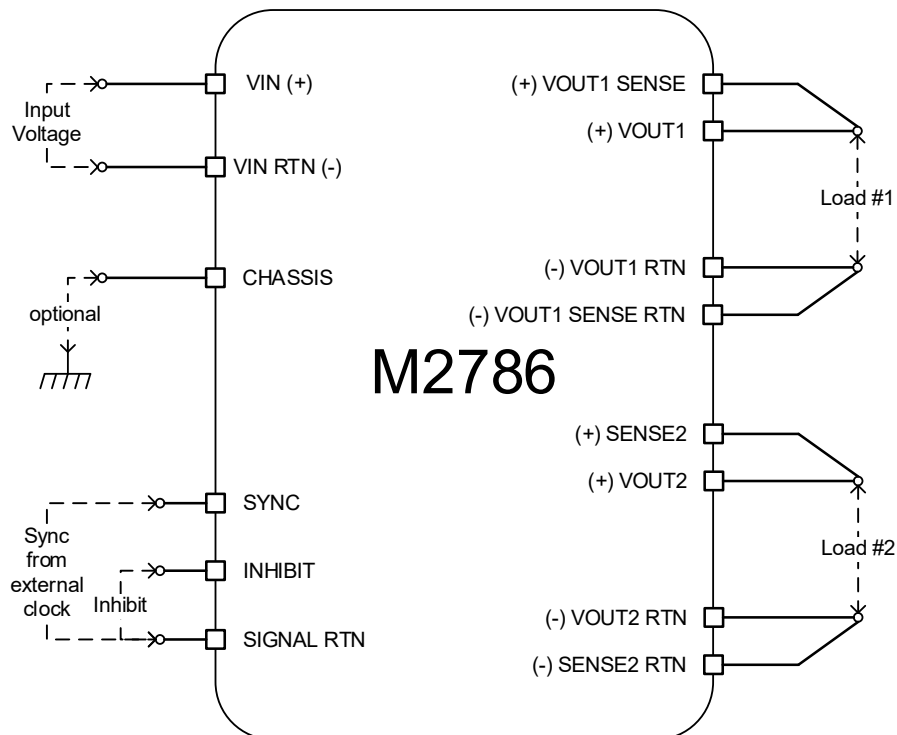 VIN (+)
Input
Voltage
VIN RTN (-)
CHASSIS
optional
M2786
SYNC
Sync
from
external
clock
INHIBIT
Inhibit
SIGNAL RTN
(+) VOUT1 SENSE
(+) VOUT1
Load #1
(-) VOUT1 RTN
(-) VOUT1 SENSE RTN
(+) SENSE2
(+) VOUT2
Load #2
(-) VOUT2 RTN
(-) SENSE2 RTN